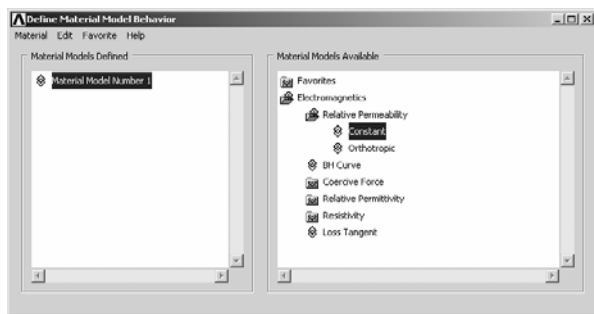 Define Material Model Behavior
Material Edit Favorite Help
Material Models Defined
Material Models Available
Material Model Number 1
Favorites
Electromagnetics
Relative Permeability
Constant
Orthotropic
BH Curve
Coercive Force
Relative Permittivity
Resistivity
Loss Tangent